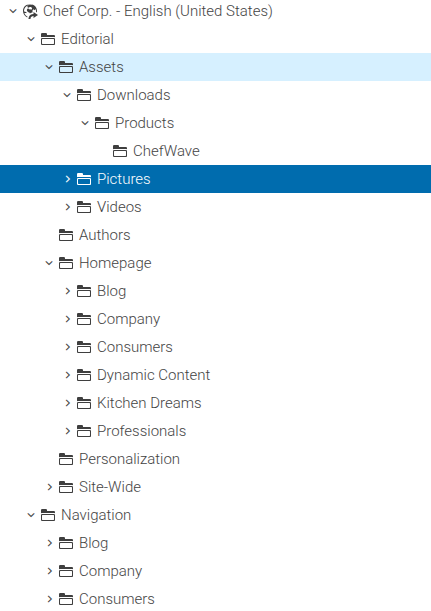 Chef Corp. - English (United States)
Editorial
Assets
Downloads
Products
ChefWave
Pictures
Videos
Authors
Homepage
Blog
Company
Consumers
Dynamic Content
Kitchen Dreams
Professionals
Personalization
Site-Wide
Navigation
Blog
Company
Consumers